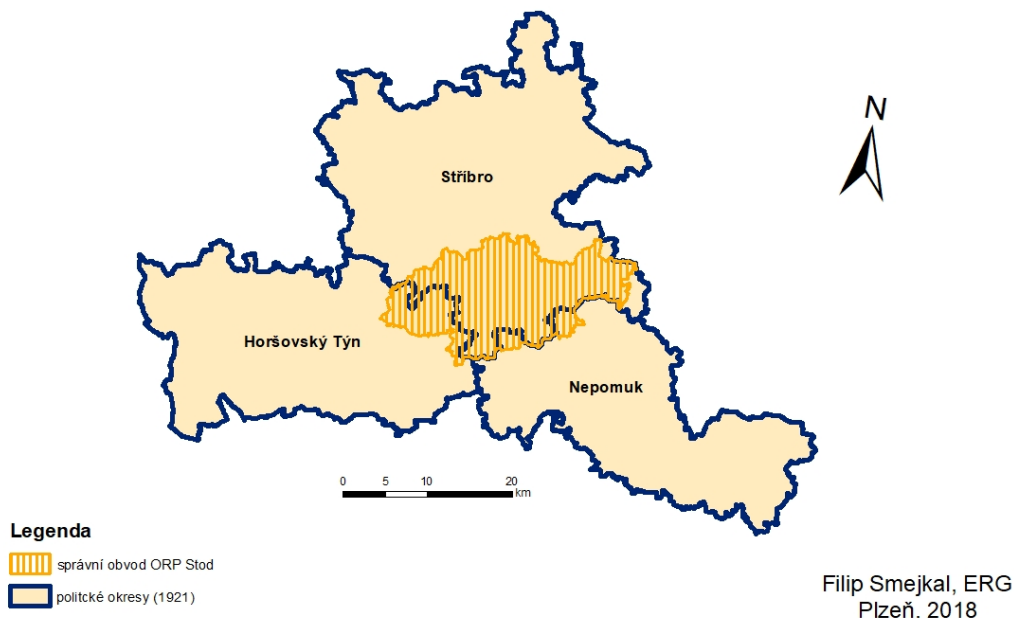 N
Stříbro
Horšovský Týn
Nepomuk
0 5 10 20
km
Legenda
správní obvod ORP Stod
politcké okresy (1921)
Filip Smejkal, ERG
Plzeň, 2018